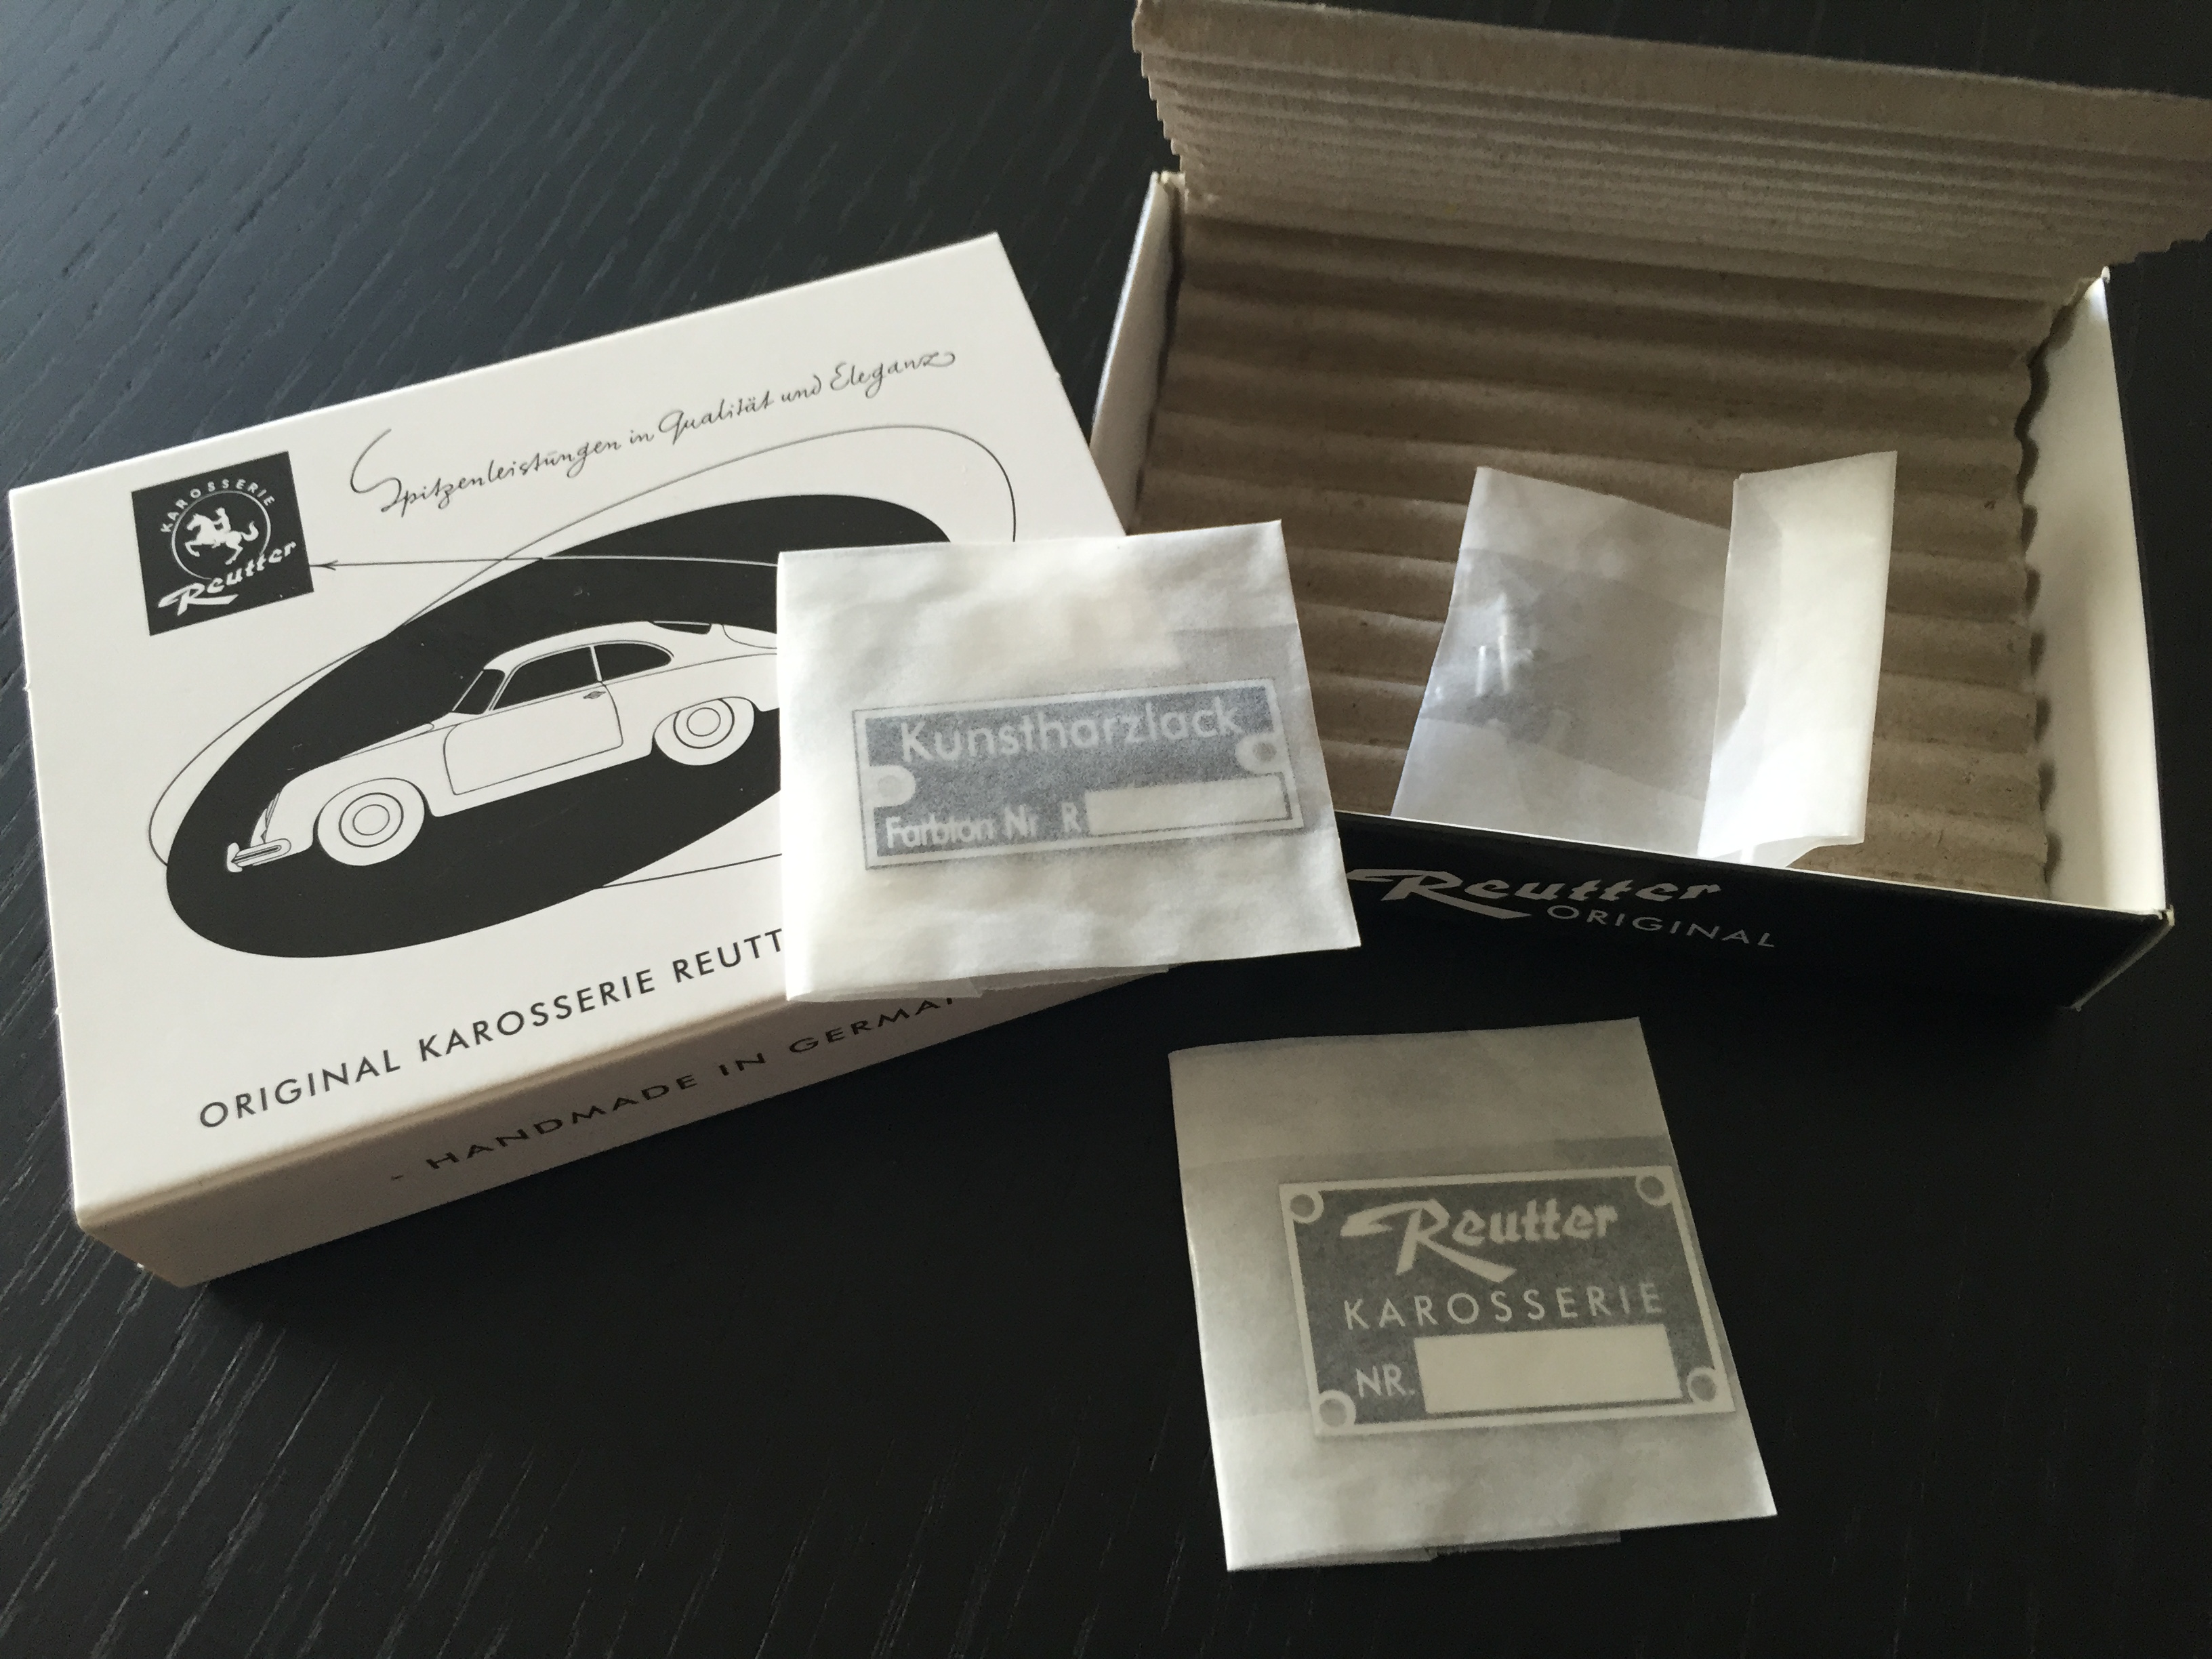 Spitzenleistungen in Qualität und Eleganz
KAROSSERIE
Reutter
ORIGINAL KAROSSERIE REUTT
- HANDMADE IN GERMAN
Kunstharzlack
Farbton Nr R
Reutter
ORIGINAL
Reutter
KAROSSERIE
NR.